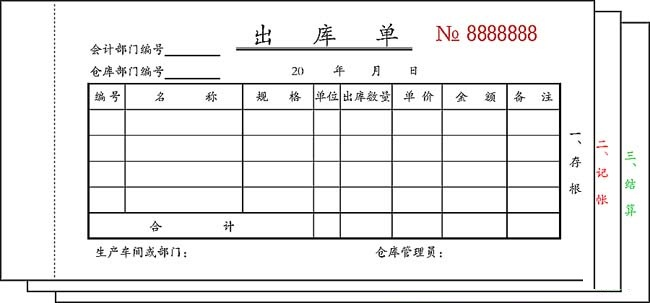 出 库 单 № 8888888
会计部门编号
仓库部门编号 20 年 月 日
编号 名 称 规 格 单位 出库数量 单价 金 额 备 注
合 计
生产车间或部门： 仓库管理员：
一、存根
二、记帐
三、结算